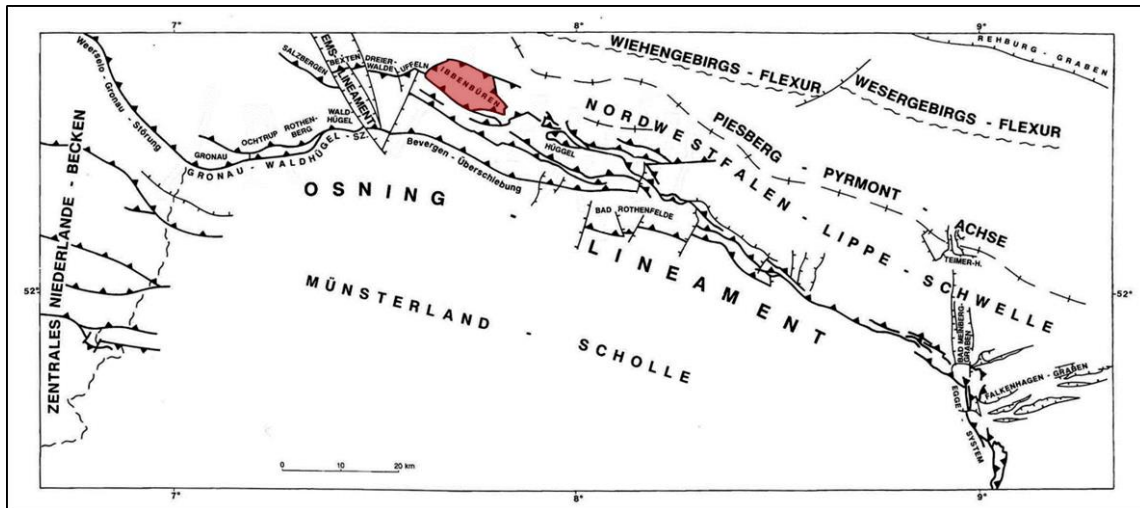 7°
8°
9°
REHBURG - GRABEN
WIEHENGEBIRGS - FLEXUR
WESERGEBIRGS - FLEXUR
Weerselo - Gronau - Störung
SALZBERGEN
EMS-
LINEAMENT
BEXTEN
DREIER-
WALDE
UFFELN
IBBENBÜREN
NORDWESTFALEN - LIPPE - SCHWELLE
PIESBERG - PYRMONT - ACHSE
GRONAU
OCHTRUP
ROTHEN-
BERG
WALD-
HÜGEL
GRONAU - WALDHÜGEL - SZ.
Bevergen - Überschiebung
HÜGGEL
OSNING - LINEAMENT
BAD ROTHENFELDE
TEIMER-H.
ZENTRALES NIEDERLANDE - BECKEN
52°
52°
MÜNSTERLAND - SCHOLLE
BAD MEINBERG-
GRABEN
FALKENHAGEN - GRABEN
EGGE-
SYSTEM
0 10 20 km
7°
8°
9°